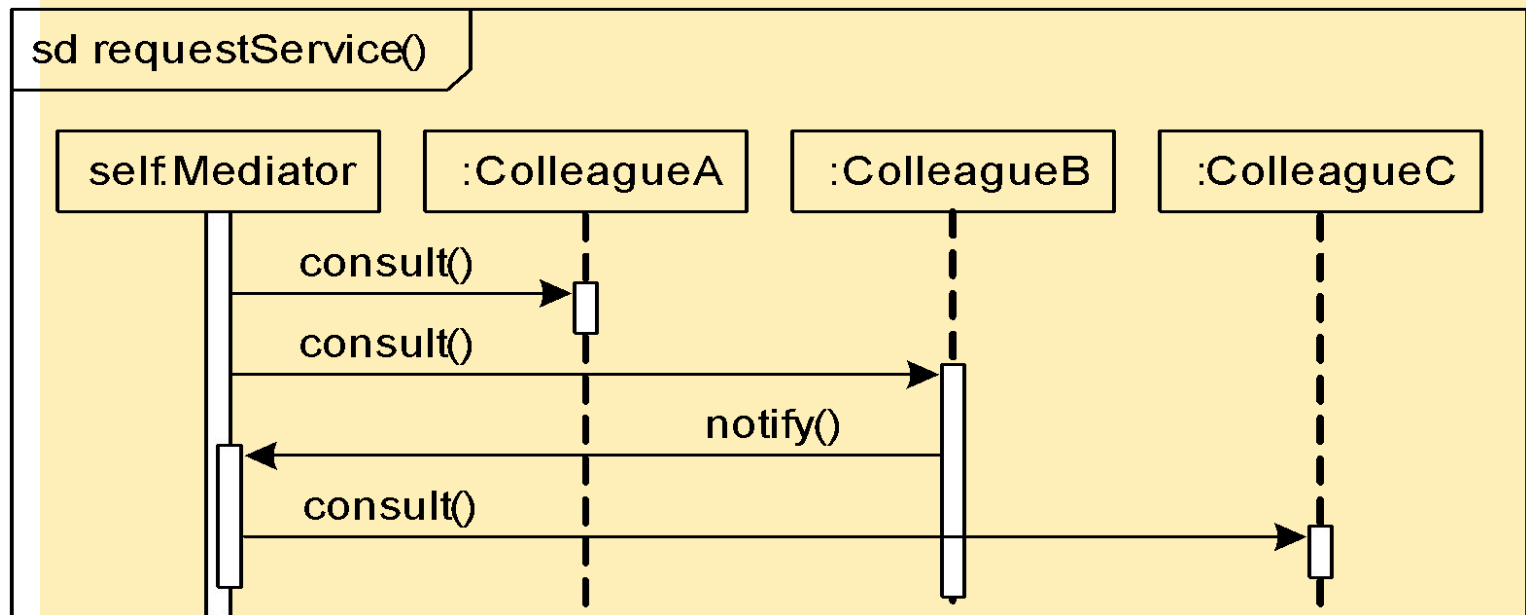 sd requestService()
self:Mediator
:ColleagueA
:ColleagueB
:ColleagueC
consult()
consult()
notify()
consult()